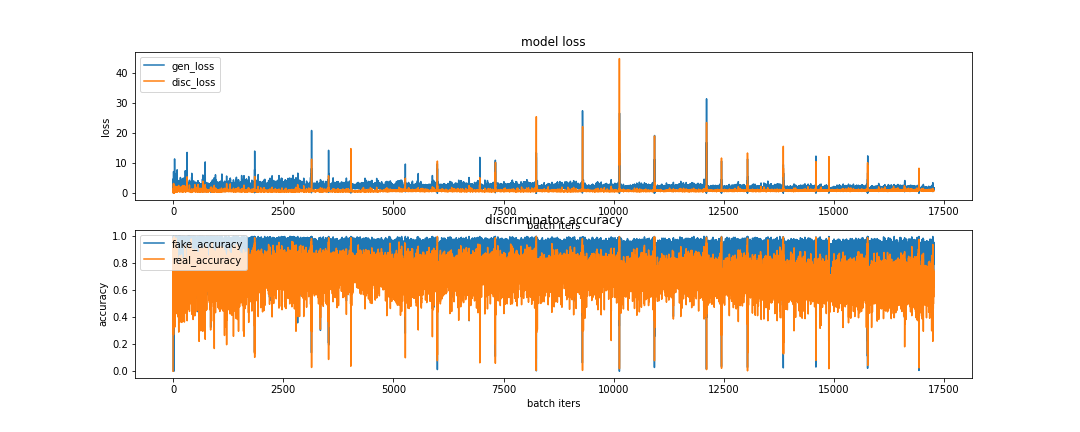 model loss
gen_loss
disc_loss
loss
40
30
20
10
0
0 2500 5000 7500 10000 12500 15000 17500
batch iters
discriminator accuracy
fake_accuracy
real_accuracy
accuracy
1.0
0.8
0.6
0.4
0.2
0.0
0 2500 5000 7500 10000 12500 15000 17500
batch iters